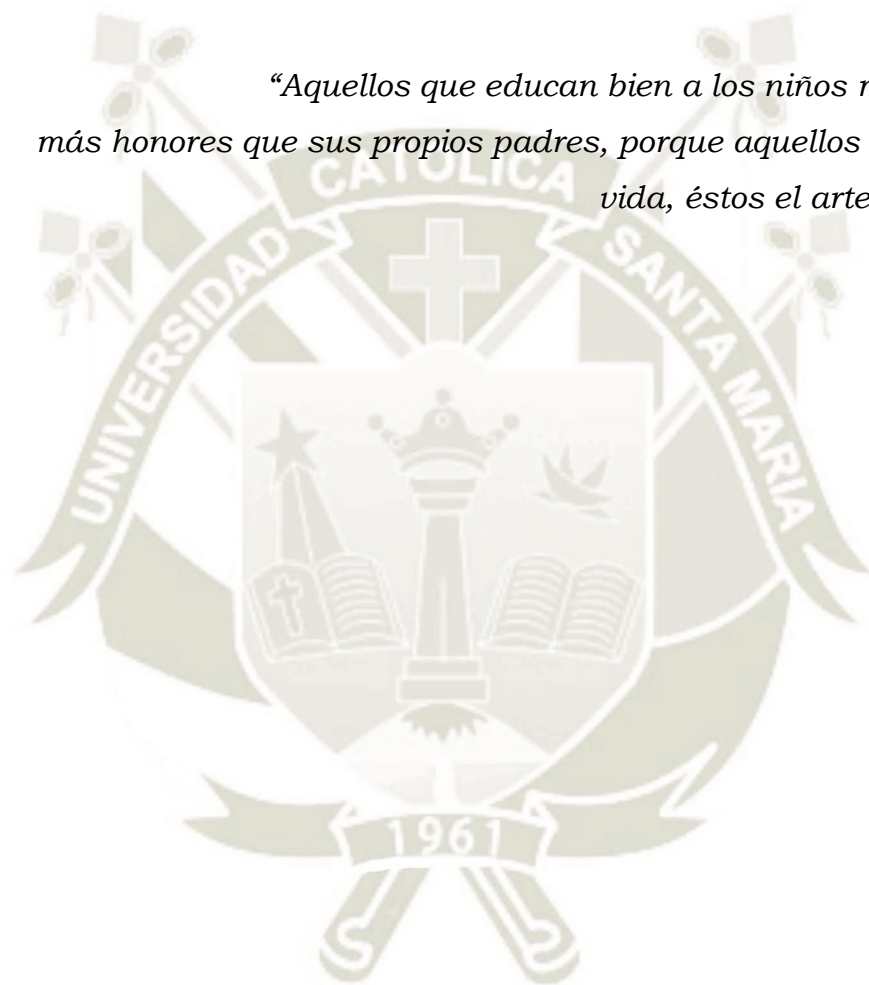 “Aquellos que educan bien a los niños
más honores que sus propios padres, porque aquellos
vida, éstos el arte
UNIVERSIDAD CATOLICA SANTA MARIA
1961